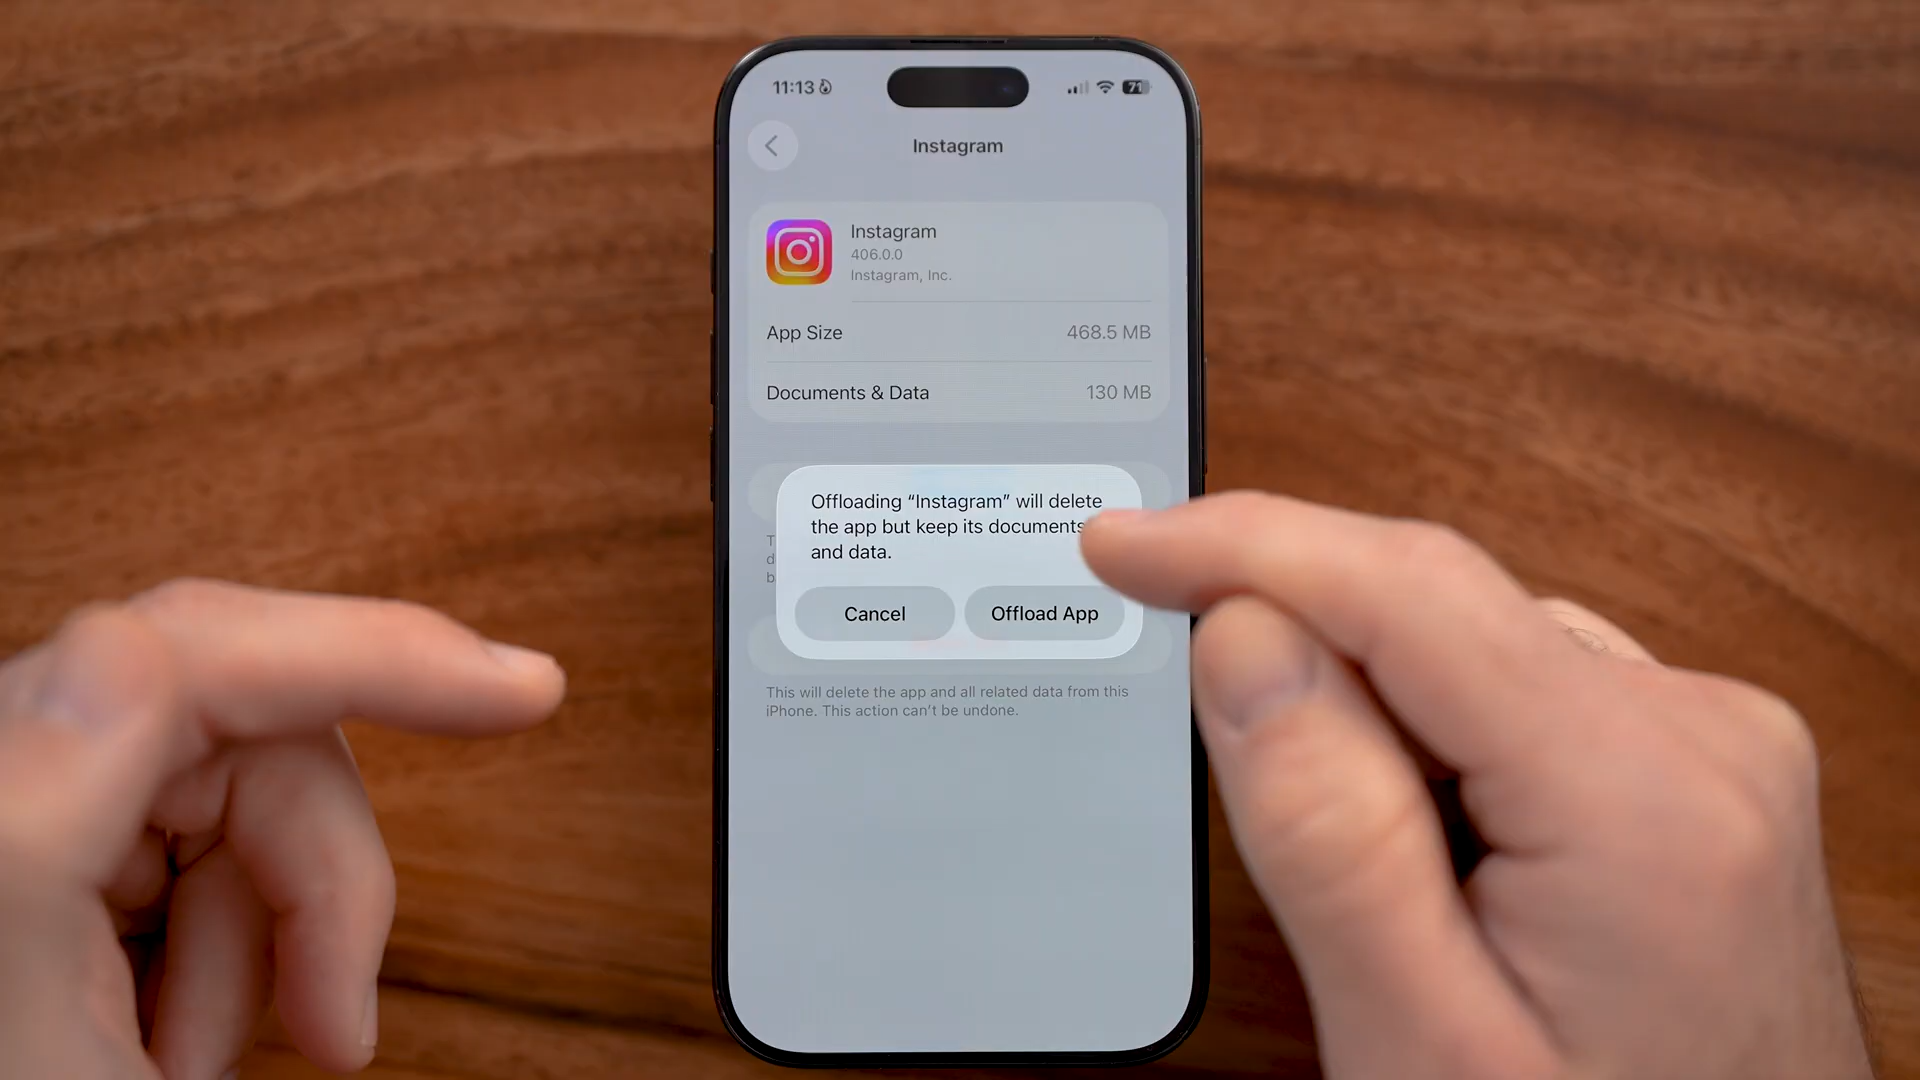 11:13
71
Instagram
Instagram
406.0.0
Instagram, Inc.
App Size
468.5 MB
Documents & Data
130 MB
Offloading “Instagram” will delete
the app but keep its documents
and data.
T
d
b
Cancel
Offload App
This will delete the app and all related data from this
iPhone. This action can’t be undone.